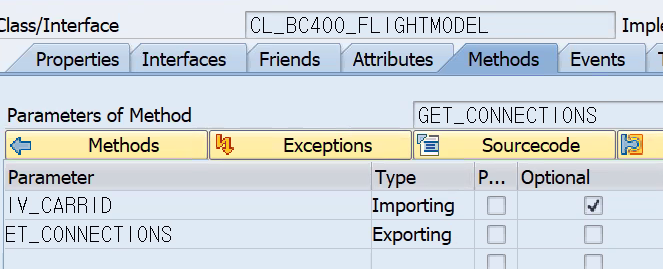 Class/Interface CL_BC400_FLIGHTMODEL Imple
Properties Interfaces Friends Attributes Methods Events
Parameters of Method GET_CONNECTIONS
Methods Exceptions Sourcecode
Parameter Type P... Optional
IV_CARRID Importing
ET_CONNECTIONS Exporting